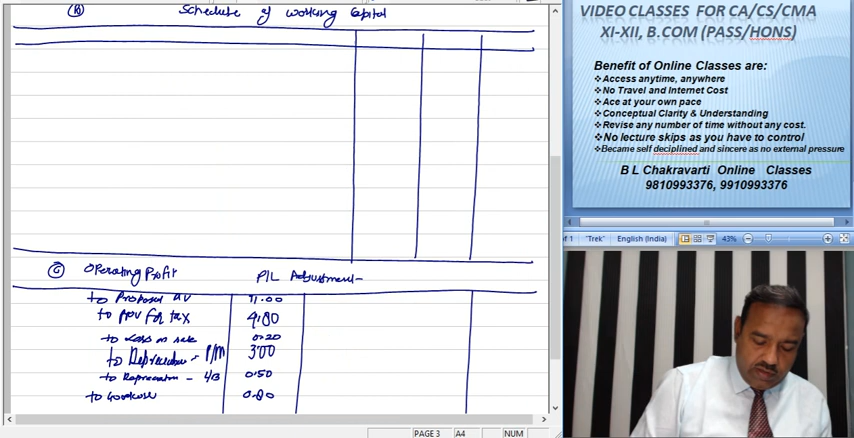 (B) Schedule of Working Capital
(C) Operating Profit P/L Adjustment-
to Proposed
to Prov for tax 4.80
to Loss on sale 0.20
to Depreciation - P/M 3.00
to Depreciation - 0.50
to Goodwill 0.80
VIDEO CLASSES FOR CA/CS/CMA
XI-XII, B.COM (PASS/HONS)
Benefit of Online Classes are:
❖Access anytime, anywhere
❖No Travel and Internet Cost
❖Ace at your own pace
❖Conceptual Clarity & Understanding
❖Revise any number of time without any cost.
❖No lecture skips as you have to control
❖Became self deciplined and sincere as no external pressure
B L Chakravarti Online Classes
9810993376, 9910993376
of 1 "Trek" English (India) 43%
PAGE 3 A4 NUM